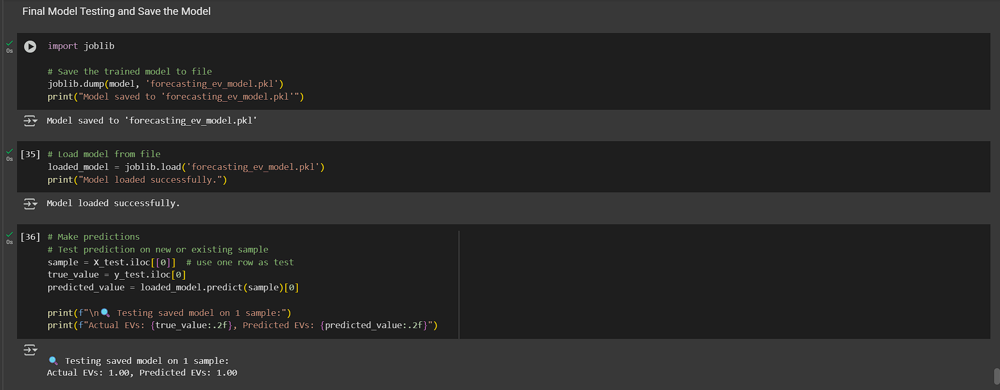 Final Model Testing and Save the Model
0s
import joblib
# Save the trained model to file
joblib.dump(model, 'forecasting_ev_model.pkl')
print("Model saved to 'forecasting_ev_model.pkl'")
Model saved to 'forecasting_ev_model.pkl'
0s
[35] # Load model from file
loaded_model = joblib.load('forecasting_ev_model.pkl')
print("Model loaded successfully.")
Model loaded successfully.
0s
[36] # Make predictions
# Test prediction on new or existing sample
sample = X_test.iloc[[0]]  # use one row as test
true_value = y_test.iloc[0]
predicted_value = loaded_model.predict(sample)[0]
print(f"\n🔍 Testing saved model on 1 sample:")
print(f"Actual EVs: {true_value:.2f}, Predicted EVs: {predicted_value:.2f}")
🔍 Testing saved model on 1 sample:
Actual EVs: 1.00, Predicted EVs: 1.00